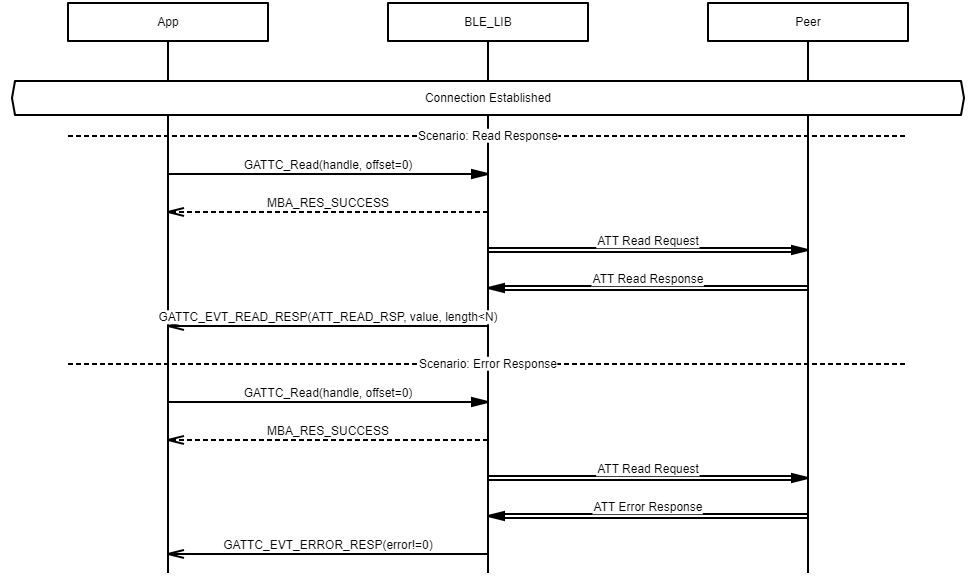 App
BLE_LIB
Peer
Connection Established
Scenario: Read Response
GATTC_Read(handle, offset=0)
MBA_RES_SUCCESS
ATT Read Request
ATT Read Response
GATTC_EVT_READ_RESP(ATT_READ_RSP, value, length<N)
Scenario: Error Response
GATTC_Read(handle, offset=0)
MBA_RES_SUCCESS
ATT Read Request
ATT Error Response
GATTC_EVT_ERROR_RESP(error!=0)